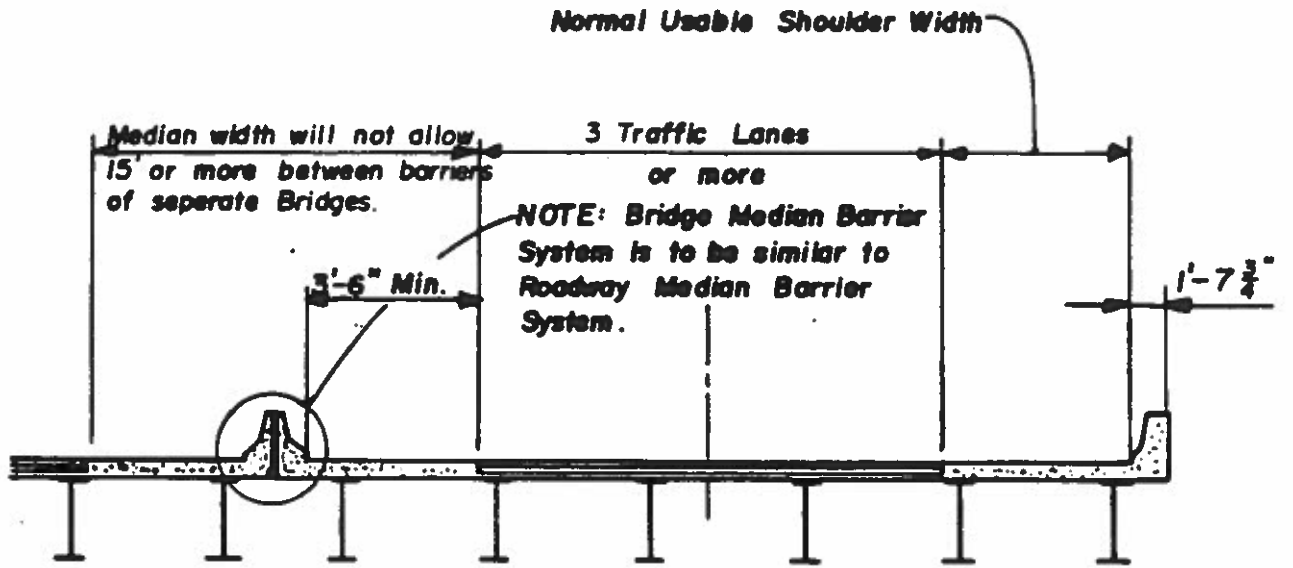 Normal Usable Shoulder Width
Median width will not allow
15' or more between barriers
of seperate Bridges.
3 Traffic Lanes
or more
NOTE: Bridge Median Barrier
System is to be similar to
Roadway Median Barrier
System.
3'-6" Min.
1'-7 3/4"